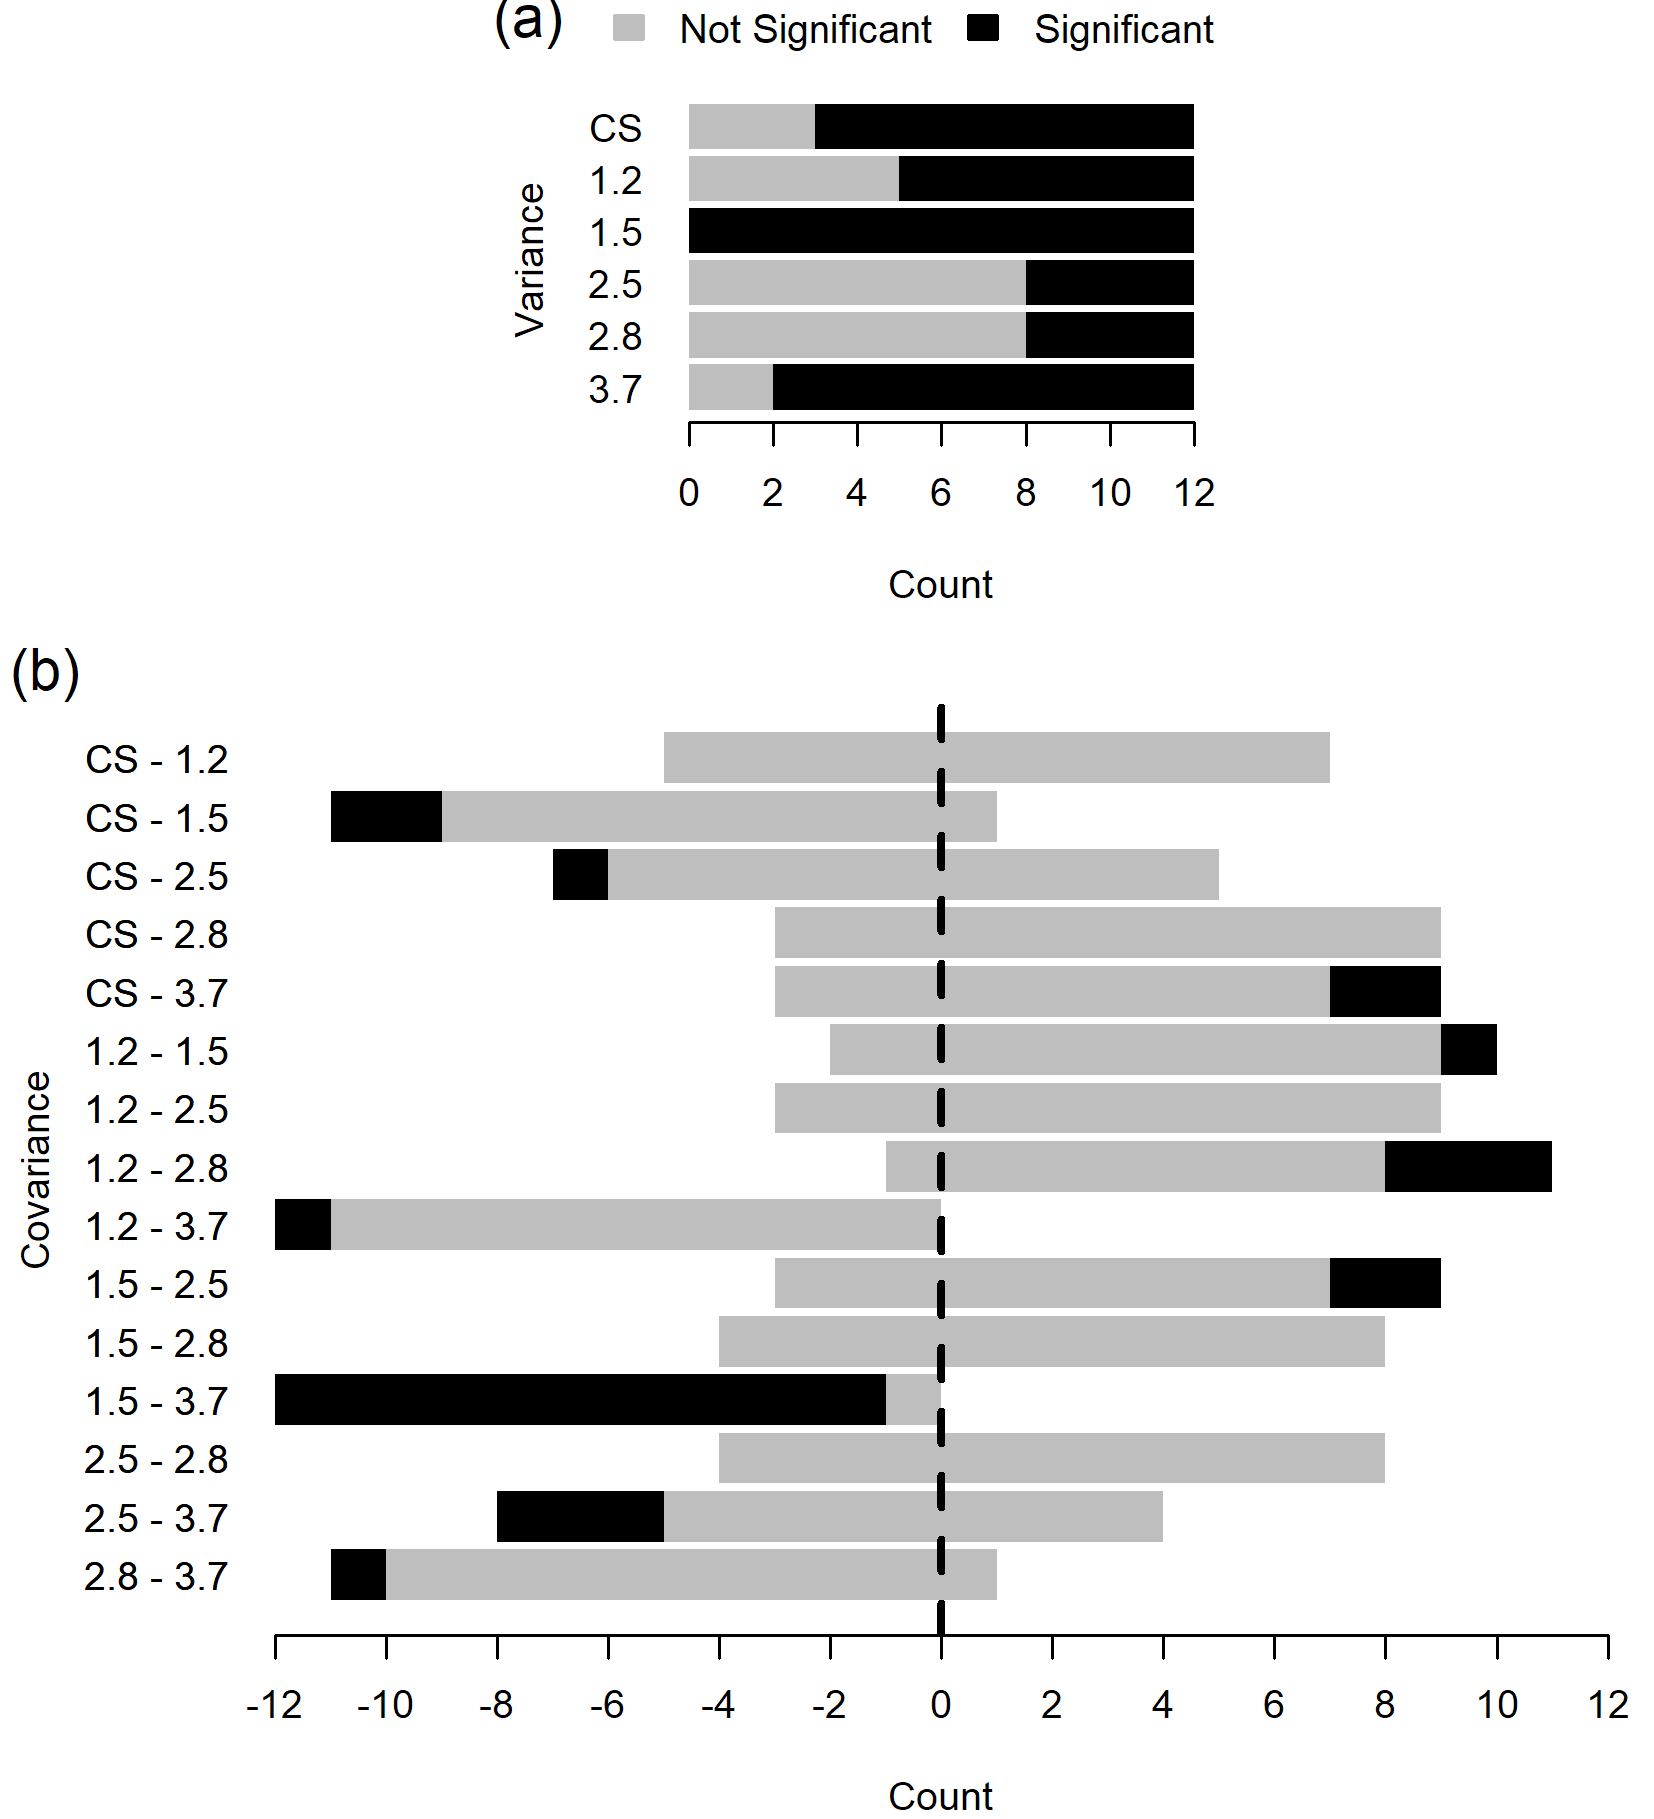 (a) Not Significant Significant
Variance
CS
1.2
1.5
2.5
2.8
3.7
0 2 4 6 8 10 12
Count
(b)
Covariance
CS - 1.2
CS - 1.5
CS - 2.5
CS - 2.8
CS - 3.7
1.2 - 1.5
1.2 - 2.5
1.2 - 2.8
1.2 - 3.7
1.5 - 2.5
1.5 - 2.8
1.5 - 3.7
2.5 - 2.8
2.5 - 3.7
2.8 - 3.7
-12 -10 -8 -6 -4 -2 0 2 4 6 8 10 12
Count